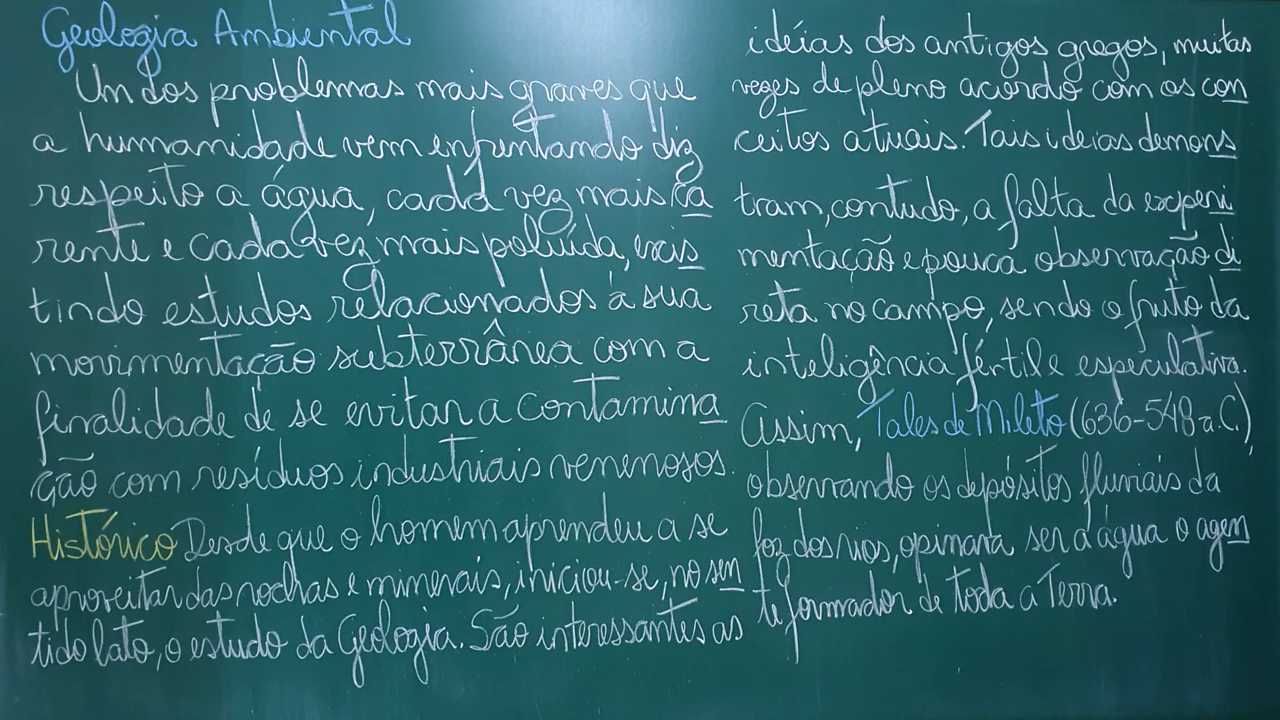 Geologia Ambiental
Um dos problemas mais graves que
a humanidade vem enfrentando diz
respeito a água, cada vez mais ca
rente e cada vez mais poluída, exis
tindo estudos relacionados à sua
movimentação subterrânea com a
finalidade de se evitar a contamina
ção com resíduos industriais venenosos.
Histórico Desde que o homem aprendeu a se
aproveitar das rochas e minerais, iniciou-se, no sen
tido lato, o estudo da Geologia. São interessantes as
idéias dos antigos gregos, muitas
vezes de pleno acordo com os con
ceitos atuais. Tais ideias demons
tram, contudo, a falta da experi
mentação e pouca observação di
reta no campo, sendo o fruto da
inteligência fértil e especulativa.
Assim, Tales de Mileto (636-548 a.C.)
observando os depósitos fluviais da
foz dos rios, opinava ser a água o agen
te formador de toda a Terra.